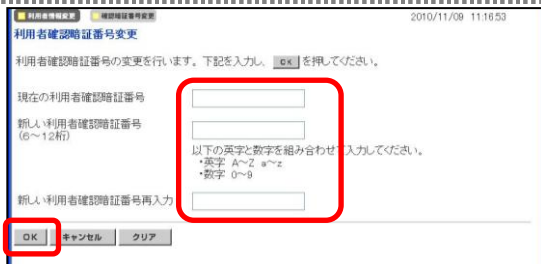 利用者情報変更 確認暗証番号変更 2010/11/09 11:16:53
利用者確認暗証番号変更
利用者確認暗証番号の変更を行います。下記を入力し、 OK を押してください。
現在の利用者確認暗証番号
新しい利用者確認暗証番号
(6～12桁)
以下の英字と数字を組み合わせて入力してください。
・英字 A～Z a～z
・数字 0～9
新しい利用者確認暗証番号再入力
OK キャンセル クリア